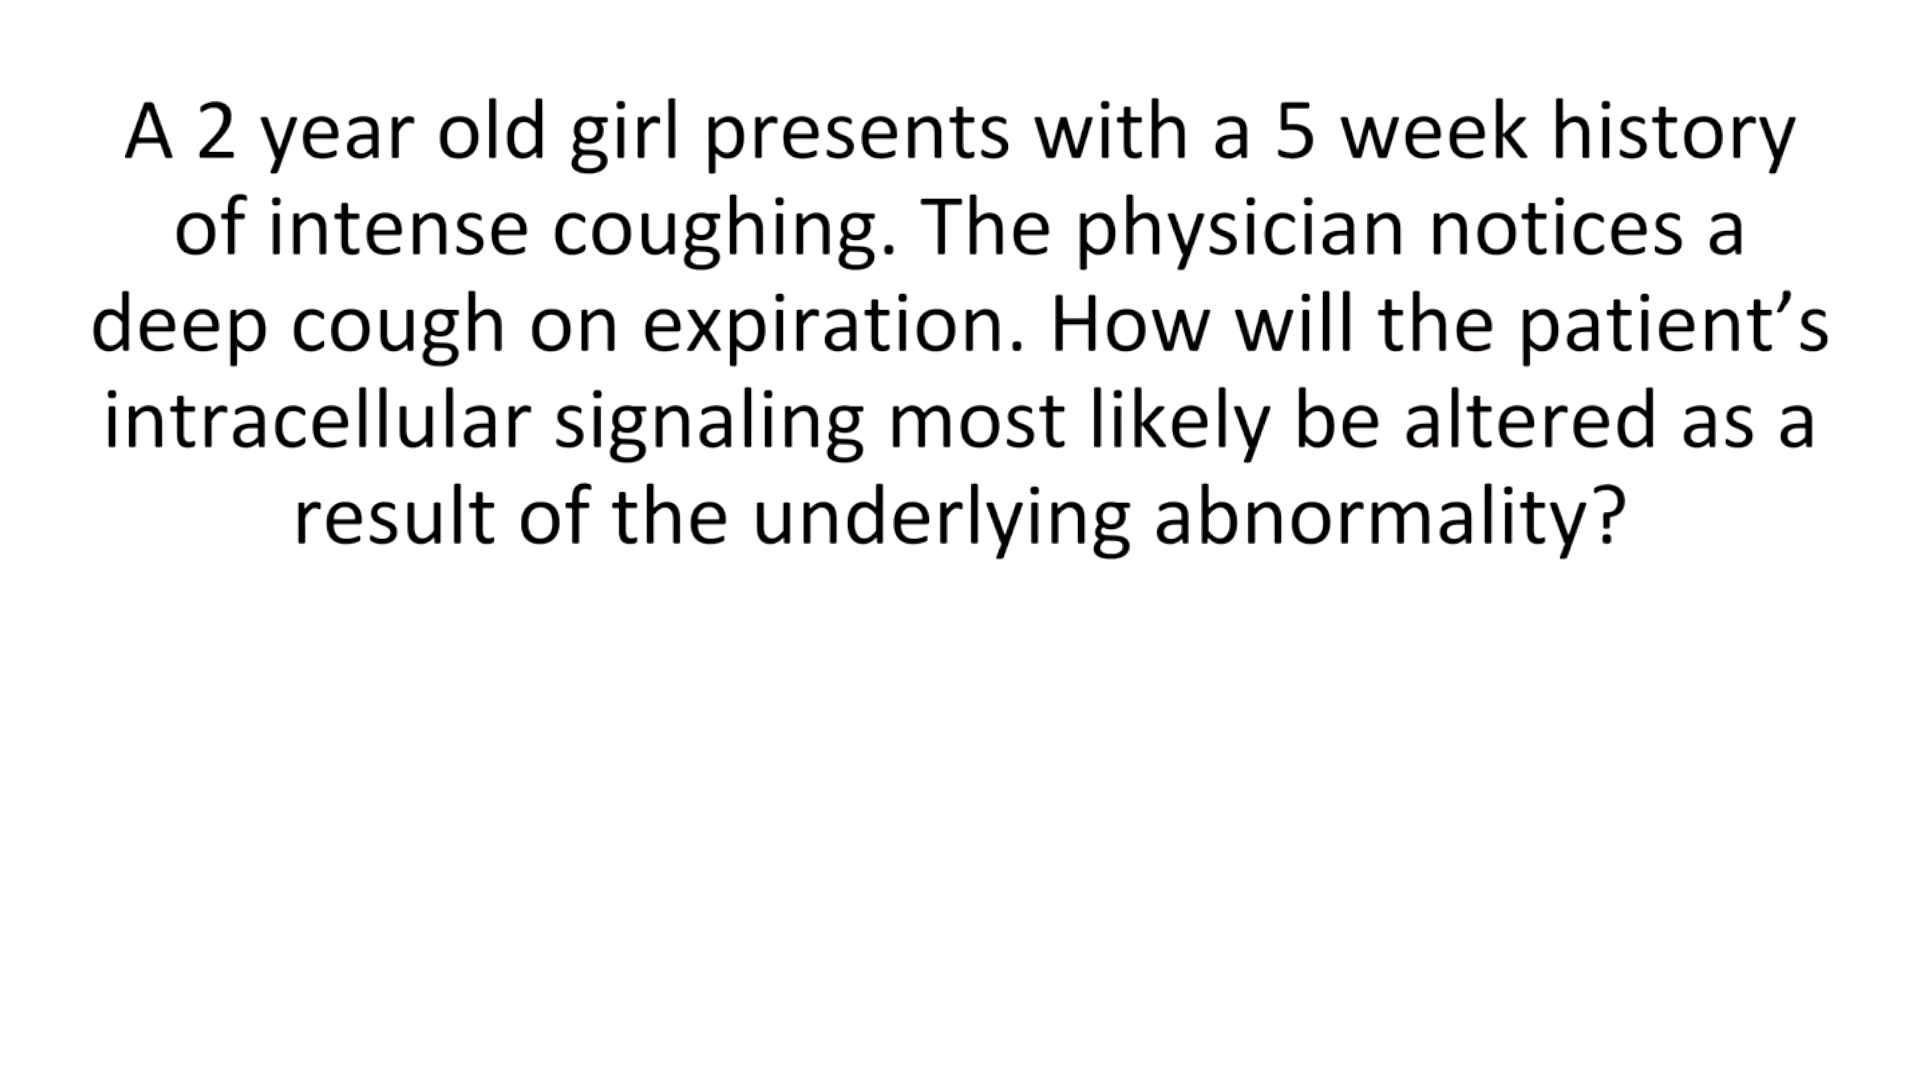 A 2 year old girl presents with a 5 week history
of intense coughing. The physician notices a
deep cough on expiration. How will the patient’s
intracellular signaling most likely be altered as a
result of the underlying abnormality?